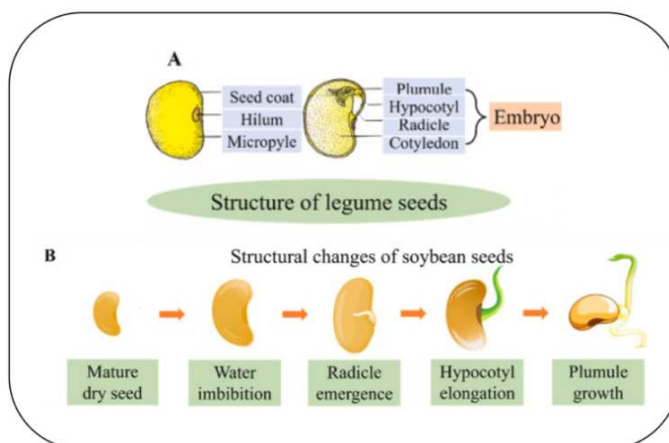 A
Seed coat
Hilum
Micropyle
Plumule
Hypocotyl
Radicle
Cotyledon
Embryo
Structure of legume seeds
B
Structural changes of soybean seeds
Mature
dry seed
Water
imbibition
Radicle
emergence
Hypocotyl
elongation
Plumule
growth